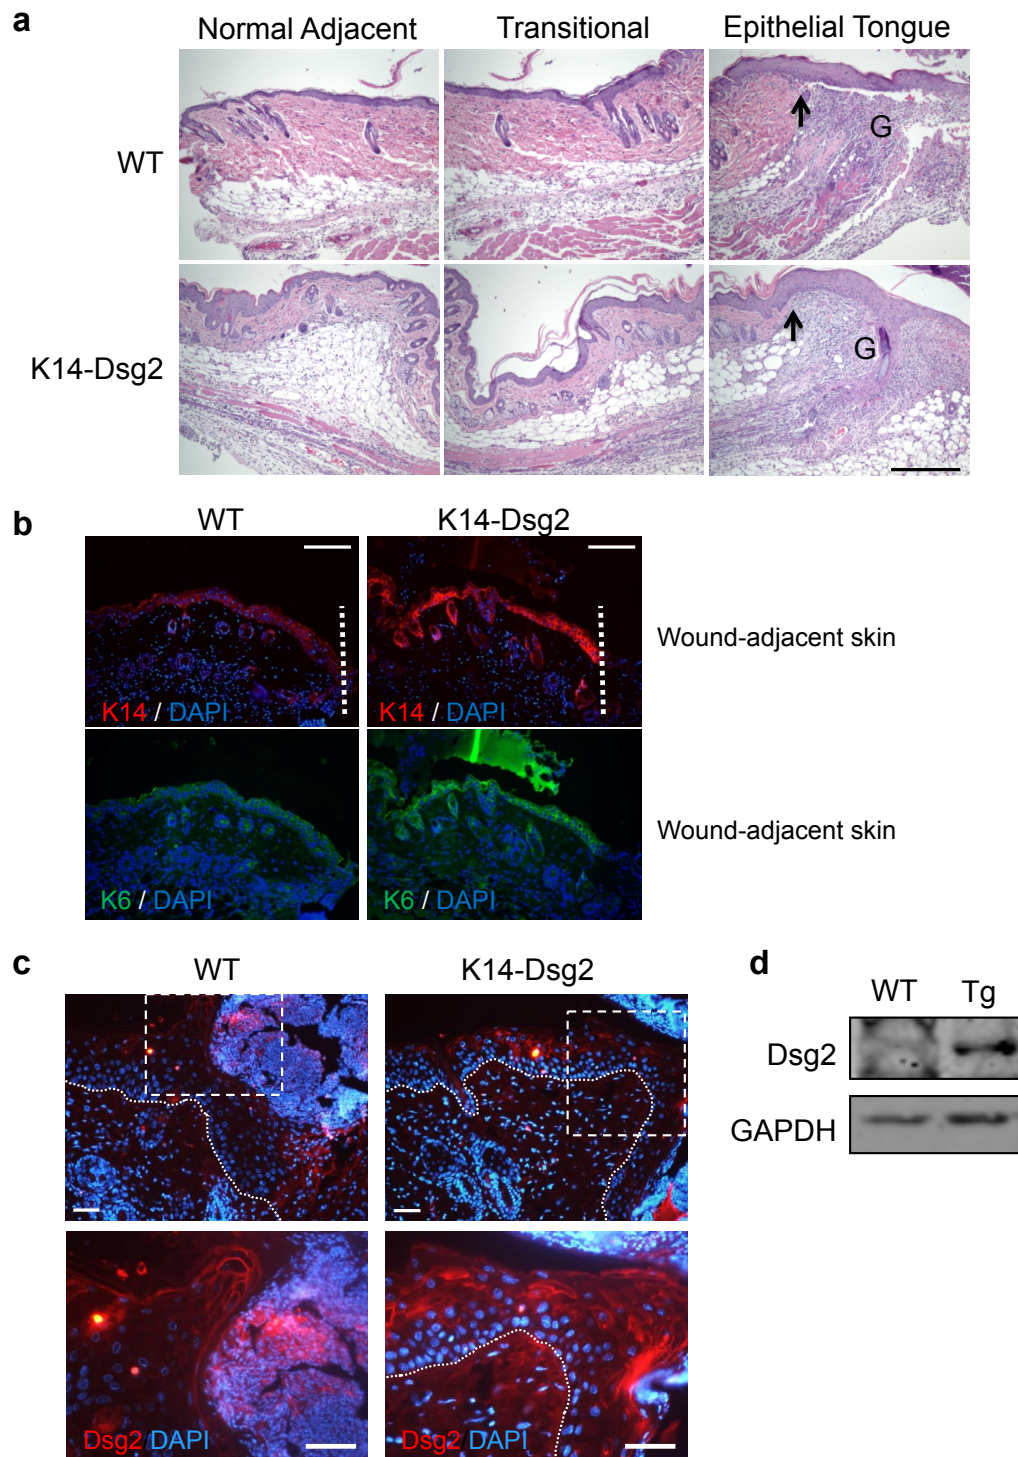 a
Normal Adjacent
Transitional
Epithelial Tongue
WT
G
K14-Dsg2
G
b
WT
K14-Dsg2
K14 / DAPI
K14 / DAPI
Wound-adjacent skin
K6 / DAPI
K6 / DAPI
Wound-adjacent skin
c
WT
K14-Dsg2
Dsg2 DAPI
Dsg2 DAPI
d
WT
Tg
Dsg2
GAPDH